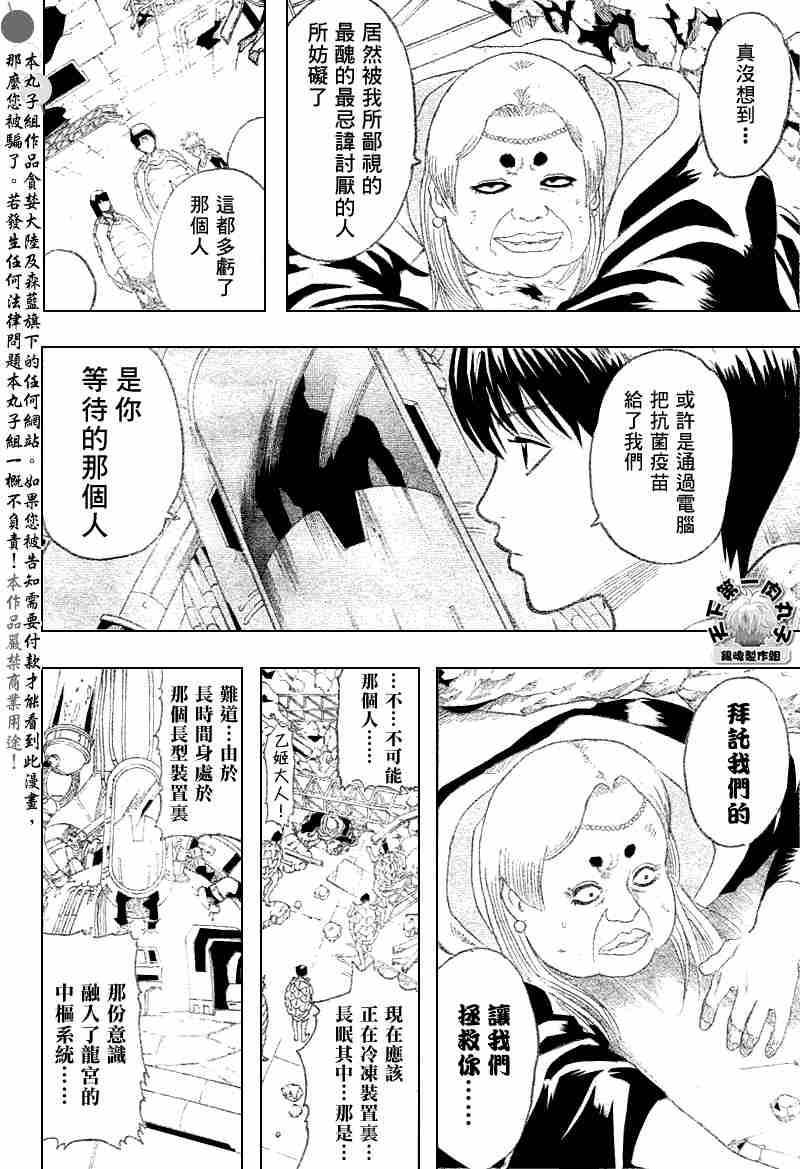 真沒想到…
居然被我所鄙視的
最醜的最忌諱討厭的人
所妨礙了
這都多虧了
那個人
或許是通過電腦
把抗菌疫苗
給了我們
是你
等待的那個人
拜託我們的
讓我們
拯救你……
…不…不可能
那個人……
乙姬大人！
現在應該
正在冷凍裝置裏…
長眠其中…那是…
難道…由於
長時間身處於
那個長型裝置裏
那份意識
融入了龍宮的
中樞系統……
本丸子組作品貪婪大陸及森藍旗下的任何網站。如果您被告知需要付款才能看到此漫畫，
那麼您被騙了。若發生任何法律問題本丸子組一概不負責！本作品嚴禁商業用途！
天下第一肉丸子
銀魂製作組